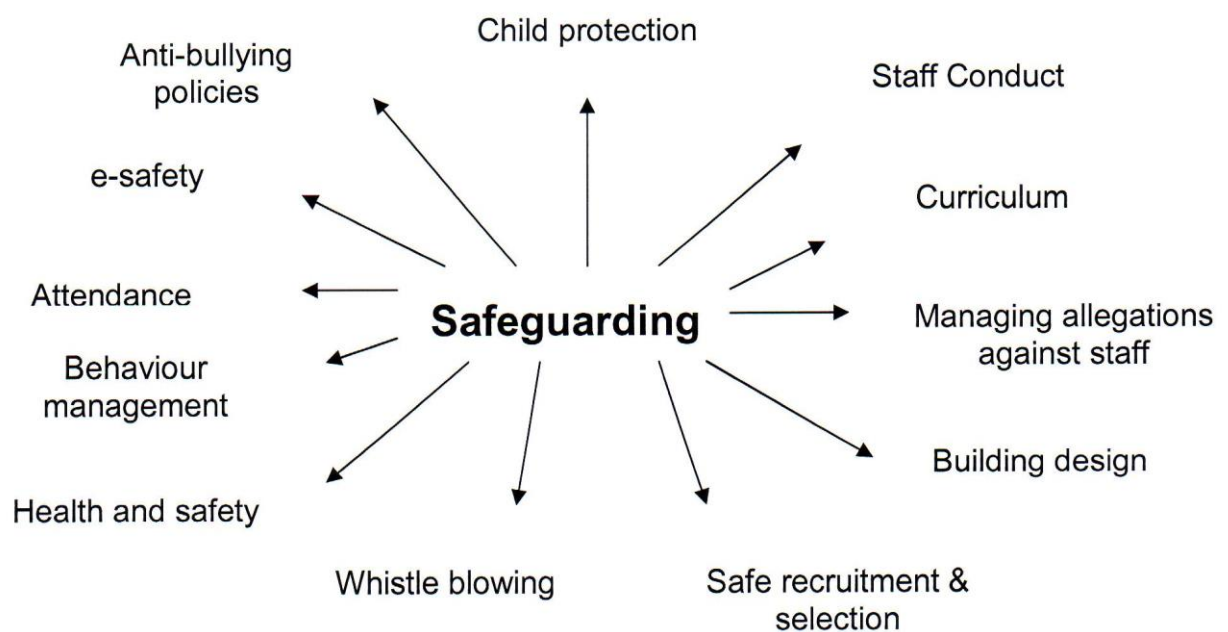 Child protection
Anti-bullying
policies
Staff Conduct
e-safety
Curriculum
Attendance
Safeguarding
Managing allegations
against staff
Behaviour
management
Building design
Health and safety
Whistle blowing
Safe recruitment &
selection